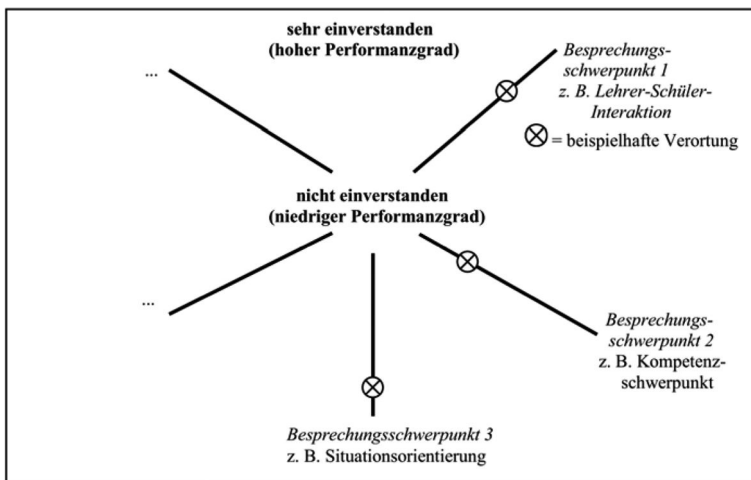 sehr einverstanden
(hoher Performanzgrad)
...
Besprechungs-
schwerpunkt 1
z. B. Lehrer-Schüler-
Interaktion
= beispielhafte Verortung
nicht einverstanden
(niedriger Performanzgrad)
...
Besprechungs-
schwerpunkt 2
z. B. Kompetenz-
schwerpunkt
Besprechungsschwerpunkt 3
z. B. Situationsorientierung